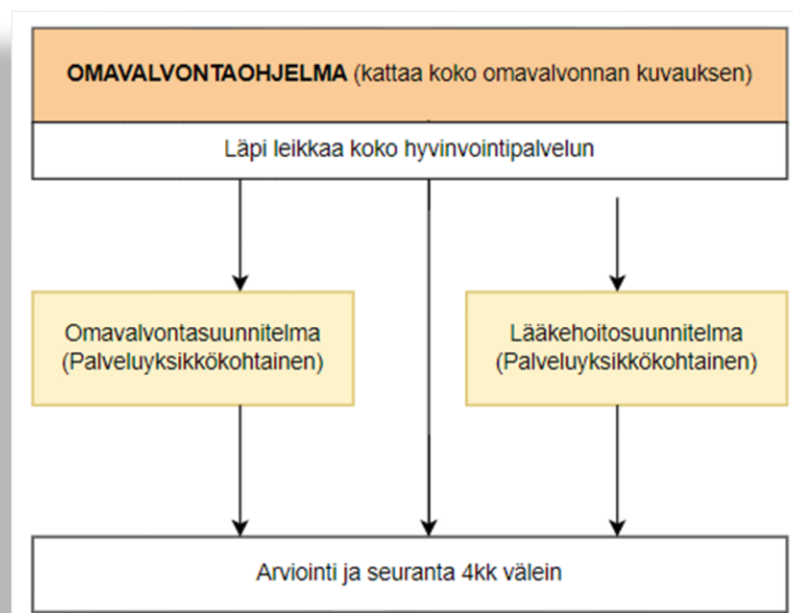 OMAVALVONTAOHJELMA (kattaa koko omavalvonnan kuvauksen)
Läpi leikkaa koko hyvinvointipalvelun
Omavalvontasuunnitelma
(Palveluyksikkökohtainen)
Lääkehoitosuunnitelma
(Palveluyksikkökohtainen)
Arviointi ja seuranta 4kk välein